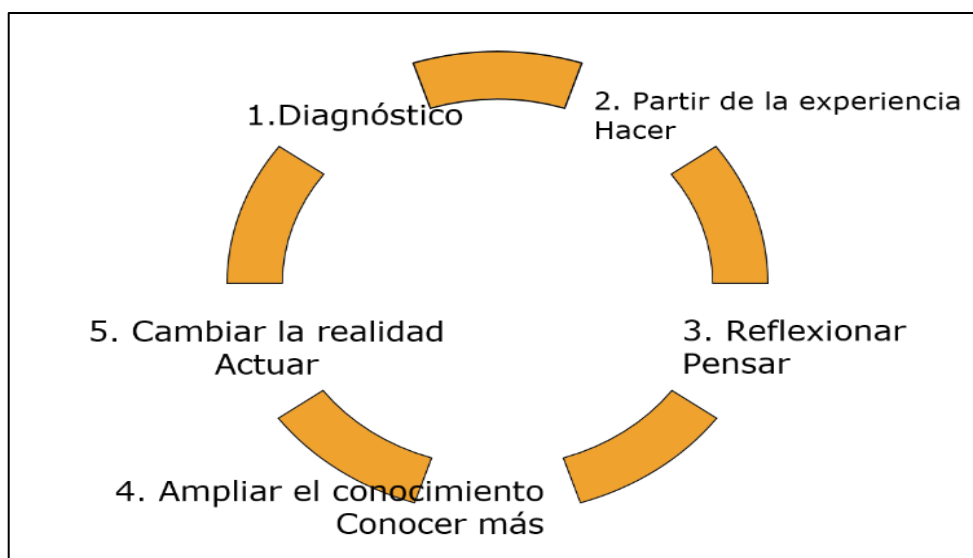 1.Diagnóstico
2. Partir de la experiencia
Hacer
3. Reflexionar
Pensar
4. Ampliar el conocimiento
Conocer más
5. Cambiar la realidad
Actuar